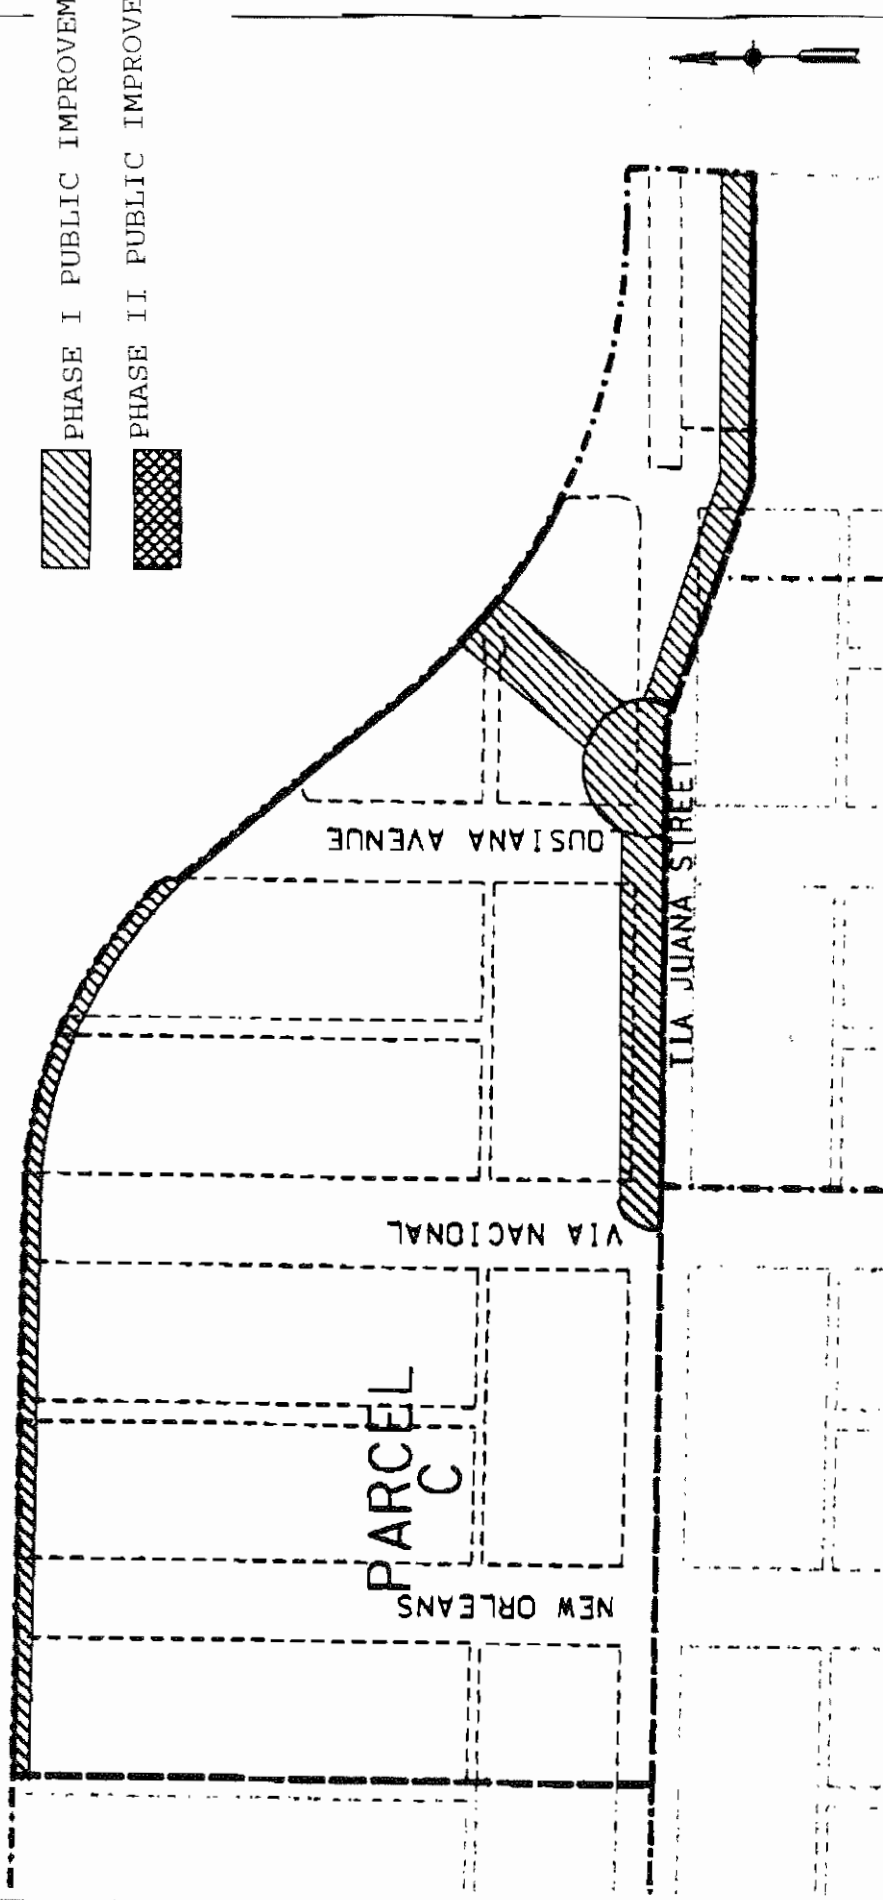 PHASE I PUBLIC IMPROVEM
PHASE II PUBLIC IMPROVE
OUSIANA AVENUE
TIA JUANA STREET
VIA NACIONAL
PARCEL
C
NEW ORLEANS